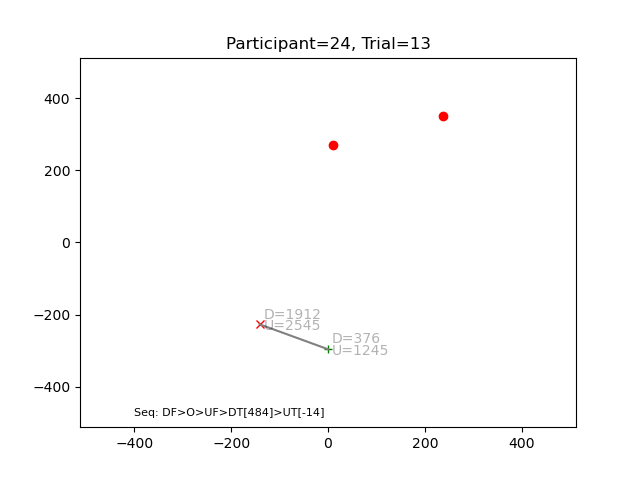 Participant=24, Trial=13
400
200
0
−200
−400
D=1912
U=2545
D=376
U=1245
Seq: DF>O>UF>DT[484]>UT[-14]
−400
−200
0
200
400